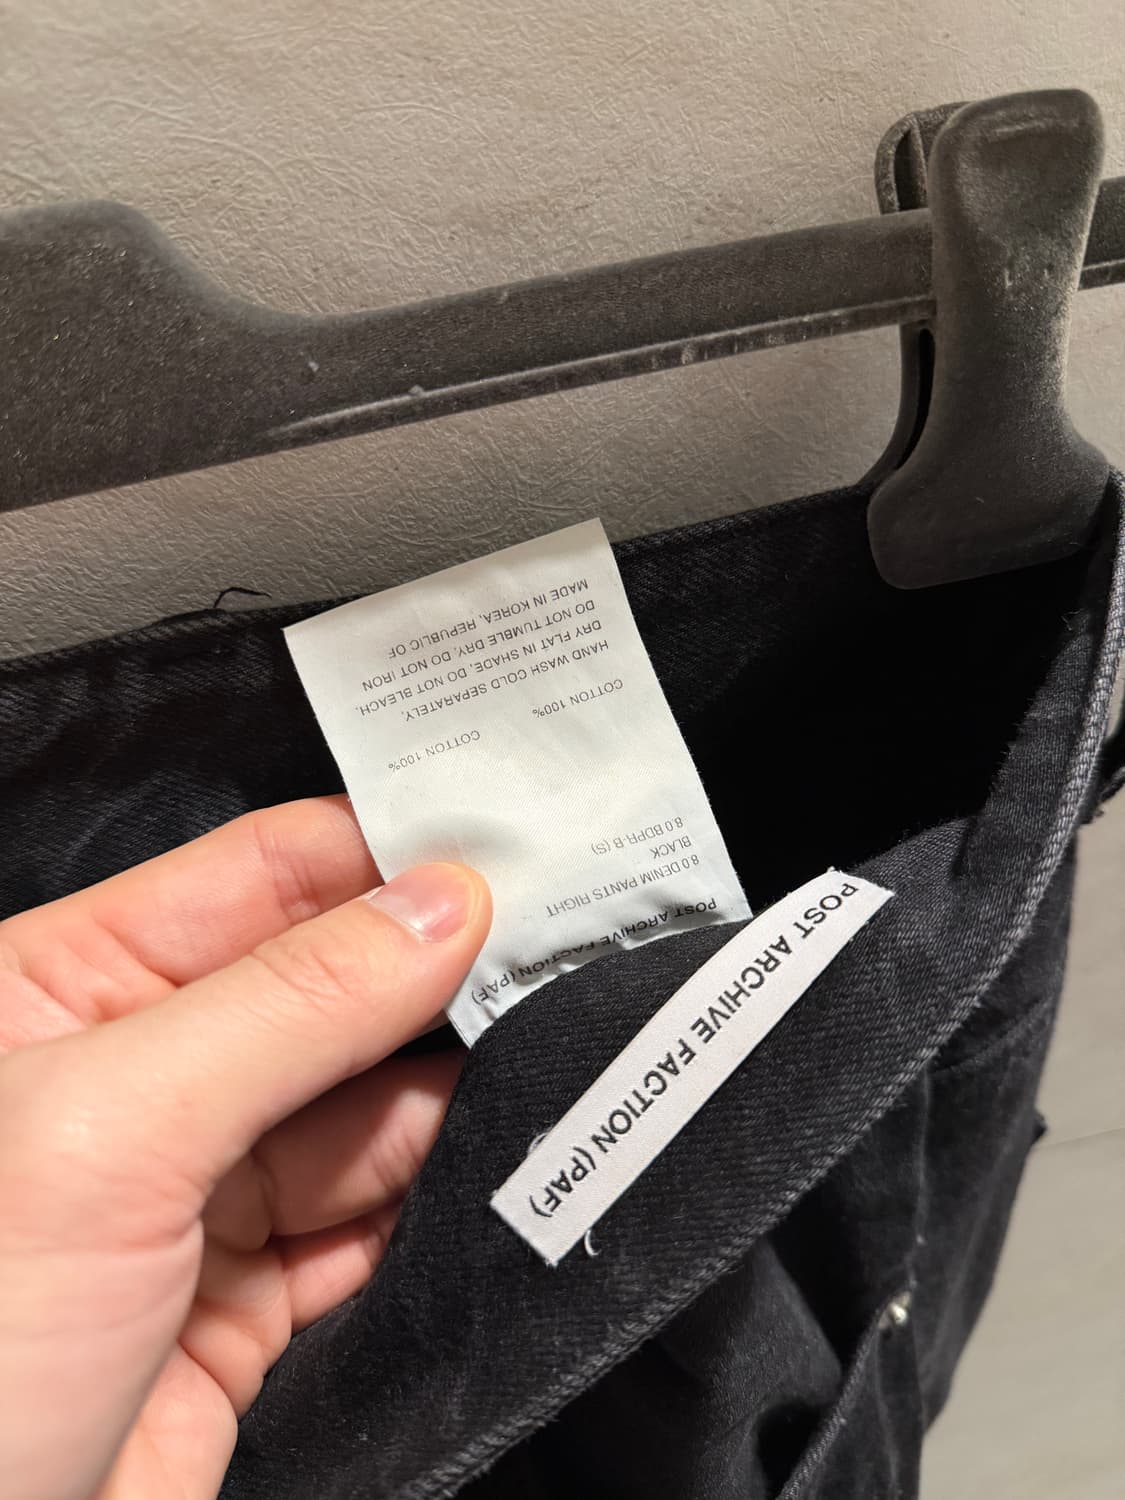 POST ARCHIVE FACTION (PAF)
8.0 DENIM PANTS RIGHT
BLACK
8.0 BDPR-B (S)
COTTON 100%
COTTON 100%
HAND WASH COLD SEPARATELY,
DRY FLAT IN SHADE, DO NOT BLEACH,
DO NOT TUMBLE DRY, DO NOT IRON
MADE IN KOREA, REPUBLIC OF
POST ARCHIVE FACTION (PAF)